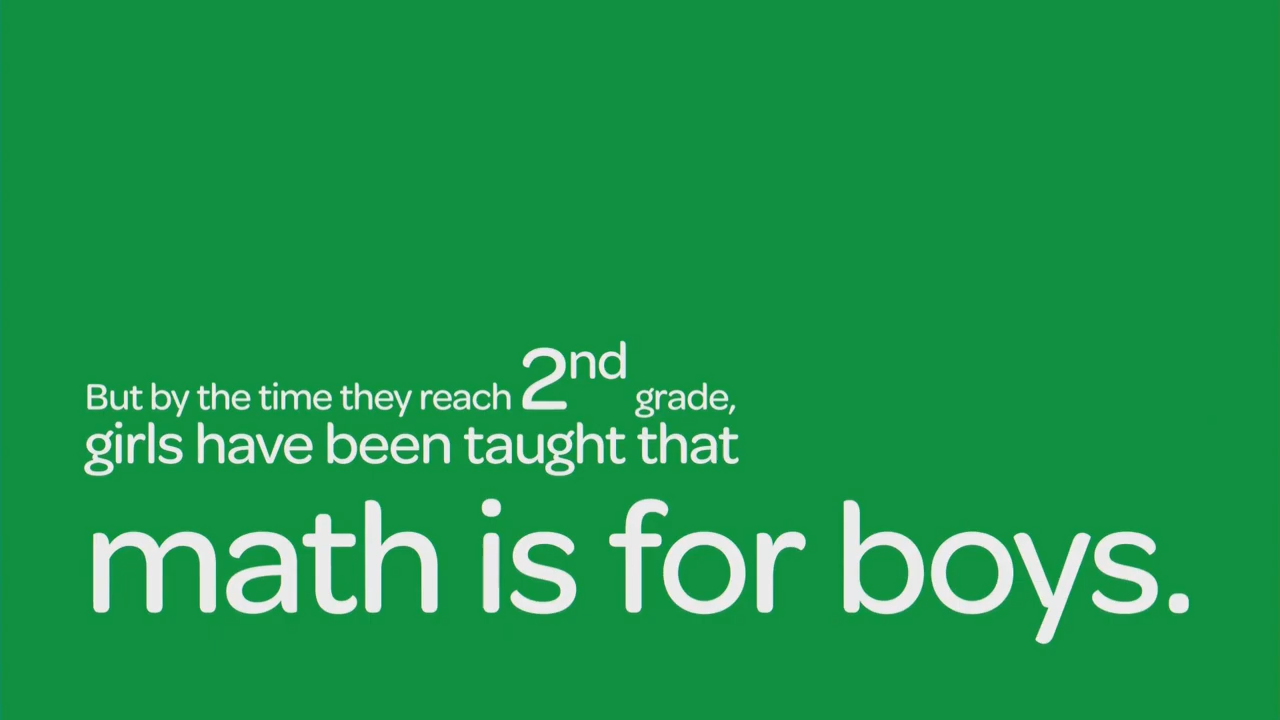 But by the time they reach 2nd grade,
girls have been taught that
math is for boys.